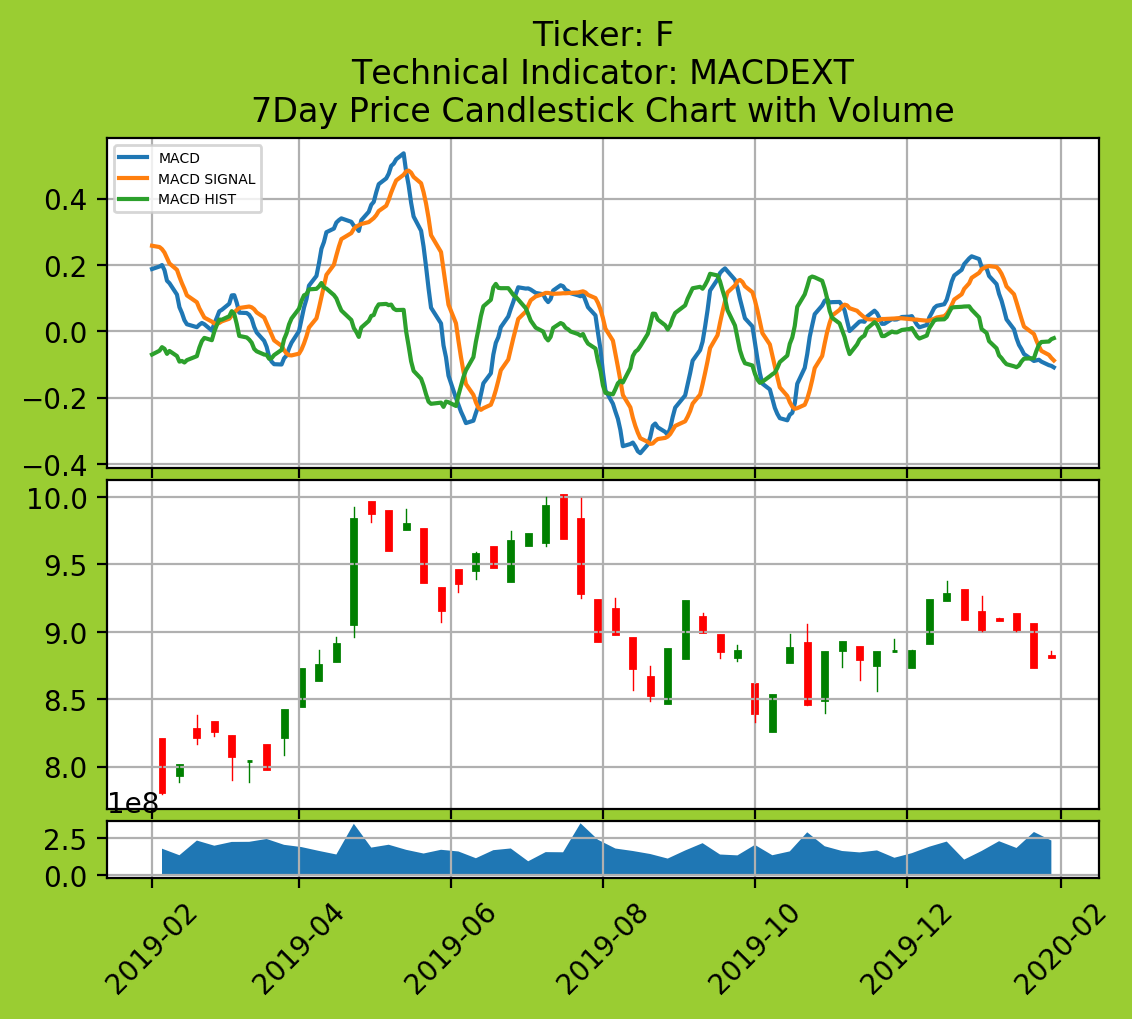 Ticker: F
Technical Indicator: MACDEXT
7Day Price Candlestick Chart with Volume
MACD
MACD SIGNAL
MACD HIST
0.4
0.2
0.0
−0.2
−0.4
10.0
9.5
9.0
8.5
8.0
1e8
2.5
0.0
2019-02
2019-04
2019-06
2019-08
2019-10
2019-12
2020-02